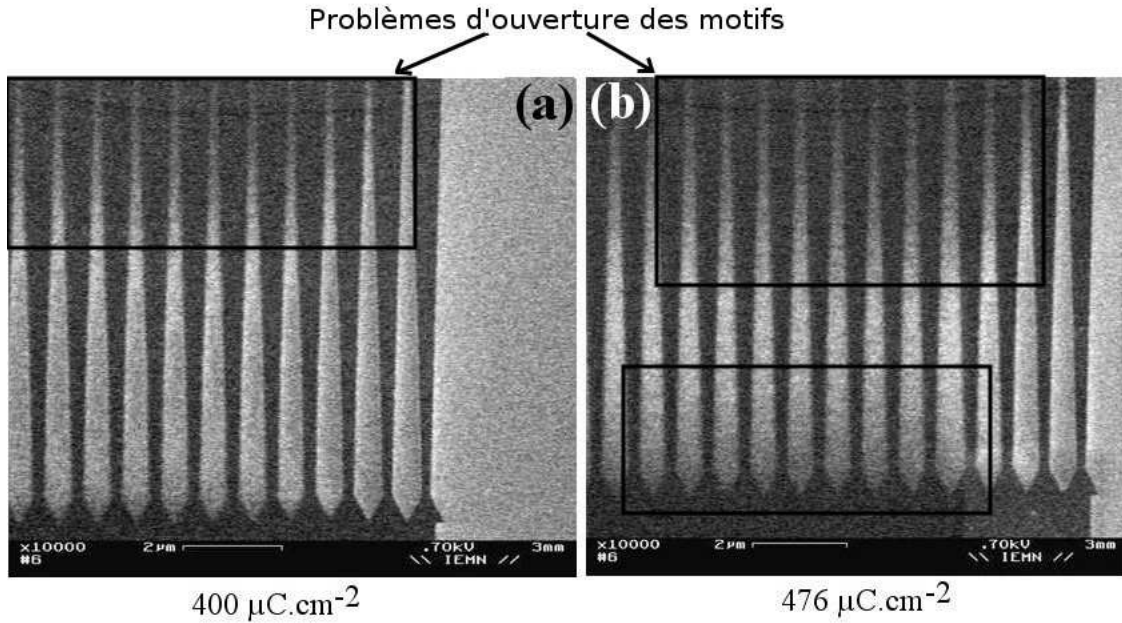 Problèmes d'ouverture des motifs
(a)
(b)
x10000 2µm .70kV 3mm
#6 \\ IEMN //
x10000 2µm .70kV 3mm
#6 \\ IEMN //
400 µC.cm-2
476 µC.cm-2